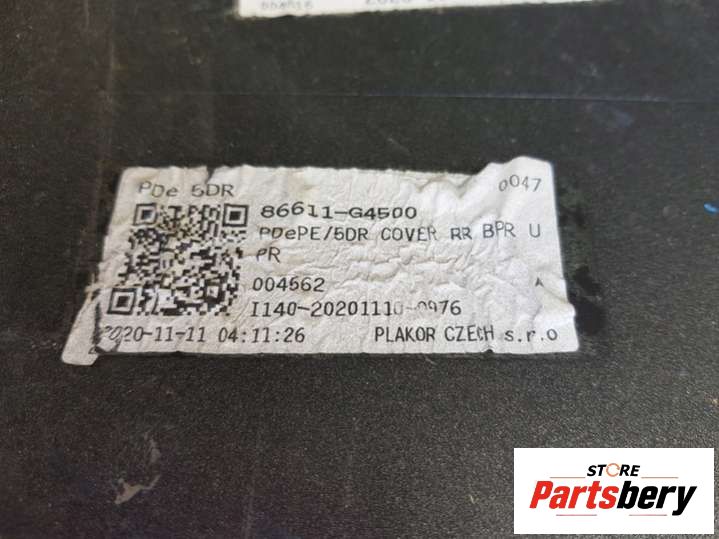 PDe 5DR
0047
86611-G4500
PDePE/5DR COVER RR BPR U
PR
004562
A
I140-20201110-0976
2020-11-11 04:11:26
PLAKOR CZECH s.r.o
STORE
Partsbery